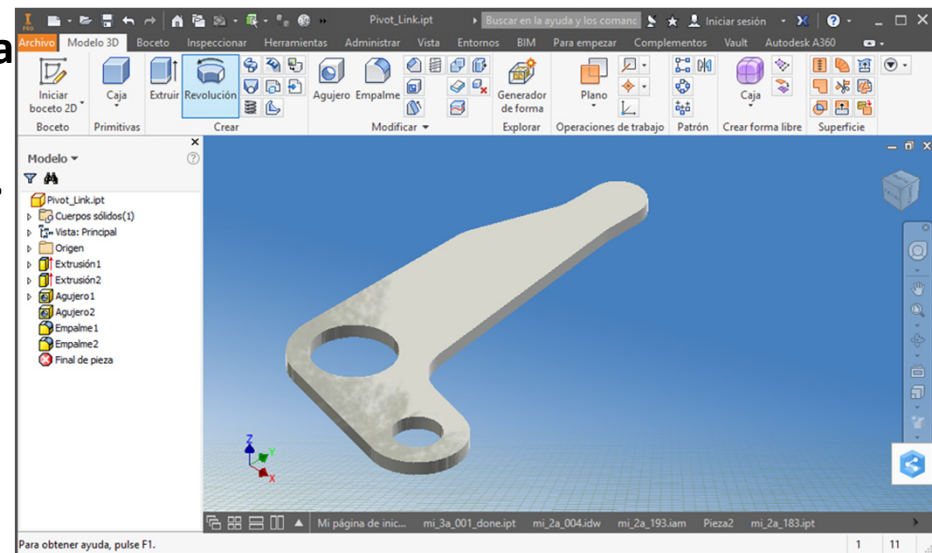 a
I
PRO
Pivot_Link.ipt
Buscar en la ayuda y los comanc
Iniciar sesión
Archivo Modelo 3D Boceto Inspeccionar Herramientas Administrar Vista Entornos BIM Para empezar Complementos Vault Autodesk A360
Iniciar boceto 2D
Caja
Extruir
Revolución
Agujero
Empalme
Generador de forma
Plano
Caja
Boceto Primitivas Crear Modificar Explorar Operaciones de trabajo Patrón Crear forma libre Superficie
Modelo
Pivot_Link.ipt
Cuerpos sólidos(1)
Vista: Principal
Origen
Extrusión1
Extrusión2
Agujero1
Agujero2
Empalme1
Empalme2
Final de pieza
Z
Y
X
Mi página de inic... mi_3a_001_done.ipt mi_2a_004.idw mi_2a_193.iam Pieza2 mi_2a_183.ipt
Para obtener ayuda, pulse F1.
1 11